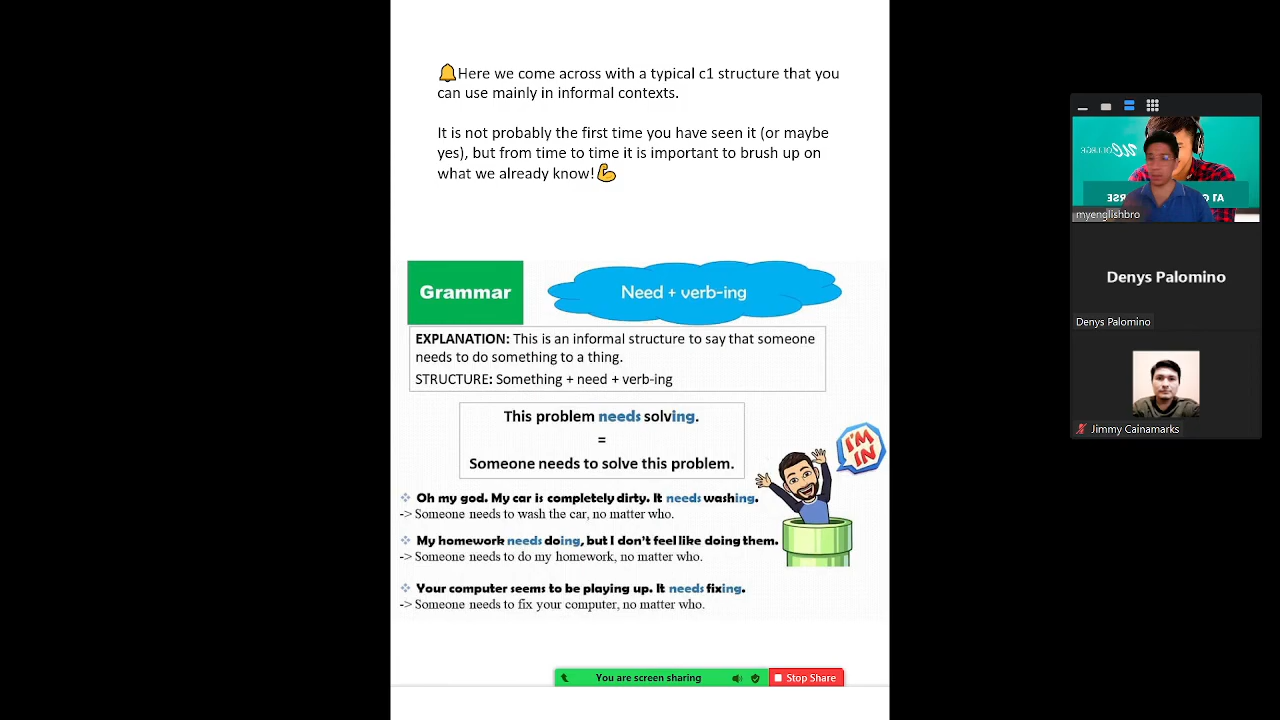 🔔Here we come across with a typical c1 structure that you
can use mainly in informal contexts.
It is not probably the first time you have seen it (or maybe
yes), but from time to time it is important to brush up on
what we already know!💪
Grammar
Need + verb-ing
EXPLANATION: This is an informal structure to say that someone
needs to do something to a thing.
STRUCTURE: Something + need + verb-ing
This problem needs solving.
=
Someone needs to solve this problem.
I'M
IN
❖ Oh my god. My car is completely dirty. It needs washing.
-> Someone needs to wash the car, no matter who.
❖ My homework needs doing, but I don't feel like doing them.
-> Someone needs to do my homework, no matter who.
❖ Your computer seems to be playing up. It needs fixing.
-> Someone needs to fix your computer, no matter who.
You are screen sharing
Stop Share
myenglishbro
Denys Palomino
Denys Palomino
Jimmy Cainamarks